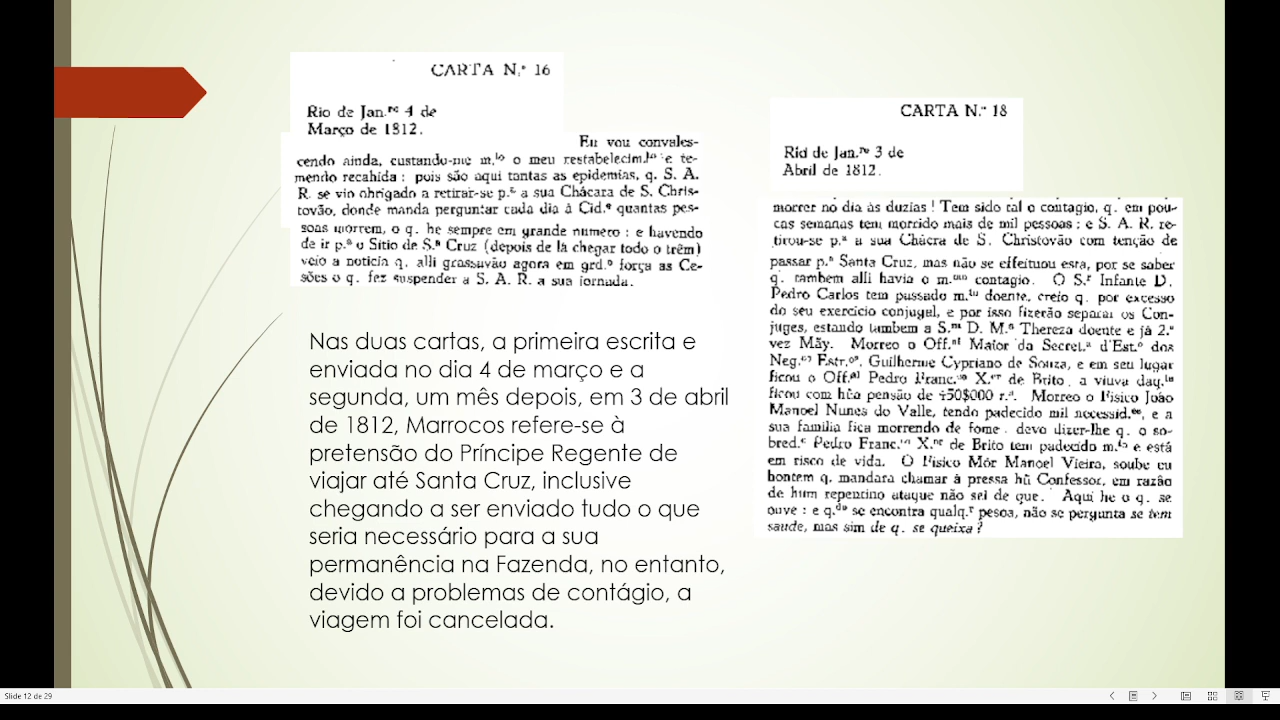 CARTA N.º 16
Rio de Jan.ro 4 de
Março de 1812.
Eu vou convales-
cendo ainda, custando-me m.to o meu restabelecim.to e te-
mendo recahida : pois são aqui tantas as epidemias, q. S. A.
R. se vio obrigado a retirar-se p.a a sua Chácara de S. Chris-
tovão, donde manda perguntar cada dia á Cid.e quantas pes-
soas morrem, o q. he sempre em grande numero : e havendo
de ir p.a o Sitio de S.ta Cruz (depois de lá chegar todo o trêm)
veio a noticia q. alli grassavão agora em grd.e força as Ce-
sões o q. fez suspender a S. A. R. a sua jornada.
Nas duas cartas, a primeira escrita e
enviada no dia 4 de março e a
segunda, um mês depois, em 3 de abril
de 1812, Marrocos refere-se à
pretensão do Príncipe Regente de
viajar até Santa Cruz, inclusive
chegando a ser enviado tudo o que
seria necessário para a sua
permanência na Fazenda, no entanto,
devido a problemas de contágio, a
viagem foi cancelada.
CARTA N.º 18
Rio de Jan.ro 3 de
Abril de 1812.
morrer no dia ás duzias ! Tem sido tal o contagio, q. em pou-
cas semanas tem morrido mais de mil pessoas : e S. A. R. re-
tirou-se p.a a sua Chácra de S. Christovão com tenção de
passar p.a Santa Cruz, mas não se effeituou esta, por se saber
q. tambem alli havia o m.mo contagio. O S.r Infante D.
Pedro Carlos tem passado m.to doente, creio q. por excesso
do seu exercicio conjugal, e por isso fizerão separar os Con-
juges, estando tambem a S.ra D. M.a Thereza doente e já 2.a
vez Mãy. Morreo o Off.al Maior da Secret.a d'Est.o dos
Neg.os Estr.os, Guilherme Cypriano de Souza, e em seu lugar
ficou o Off.al Pedro Franc.co X.er de Brito, a viuva daq.le
ficou com hũa pensão de 450$000 r.s. Morreo o Fisico João
Manoel Nunes do Valle, tendo padecido mil necessid.es, e a
sua familia fica morrendo de fome. devo dizer-lhe q. o so-
bred.o Pedro Franc.co X.er de Brito tem padecido m.to e está
em risco de vida. O Fisico Mór Manoel Vieira, soube eu
hontem q. mandara chamar á pressa hũ Confessor, em razão
de hum repentino ataque não sei de que. Aqui he o q. se
ouve : e q.do se encontra qualq.r pesoa, não se pergunta se tem
saude, mas sim de q. se queixa ?
Slide 12 de 29